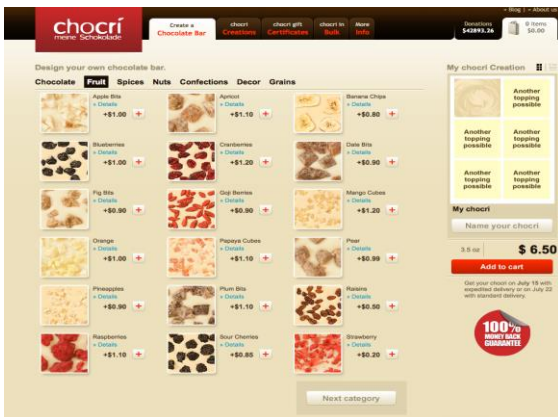 » Blog | » About us
chocrí
meine Schokolade
Create a
Chocolate Bar
chocri
Creations
chocri gift
Certificates
chocri in
Bulk
More
Info
Donations
$42893.26
0 items
$0.00
Design your own chocolate bar.
Chocolate Fruit Spices Nuts Confections Decor Grains
Apple Bits
» Details
+$1.00 +
Apricot
» Details
+$1.10 +
Banana Chips
» Details
+$0.80 +
Blueberries
» Details
+$1.00 +
Cranberries
» Details
+$1.20 +
Date Bits
» Details
+$0.90 +
Fig Bits
» Details
+$0.90 +
Goji Berries
» Details
+$0.90 +
Mango Cubes
» Details
+$1.20 +
Orange
» Details
+$1.00 +
Papaya Cubes
» Details
+$1.10 +
Pear
» Details
+$0.99 +
Pineapples
» Details
+$0.90 +
Plum Bits
» Details
+$1.10 +
Raisins
» Details
+$0.50 +
Raspberries
» Details
+$1.10 +
Sour Cherries
» Details
+$0.85 +
Strawberry
» Details
+$0.20 +
Next category
My chocri Creation
Another
topping
possible
Another
topping
possible
Another
topping
possible
Another
topping
possible
Another
topping
possible
My chocri
Name your chocri
3.5 oz $ 6.50
Add to cart
Get your chocri on July 15 with
expedited delivery or on July 22
with standard delivery.
100%
MONEY BACK
GUARANTEE